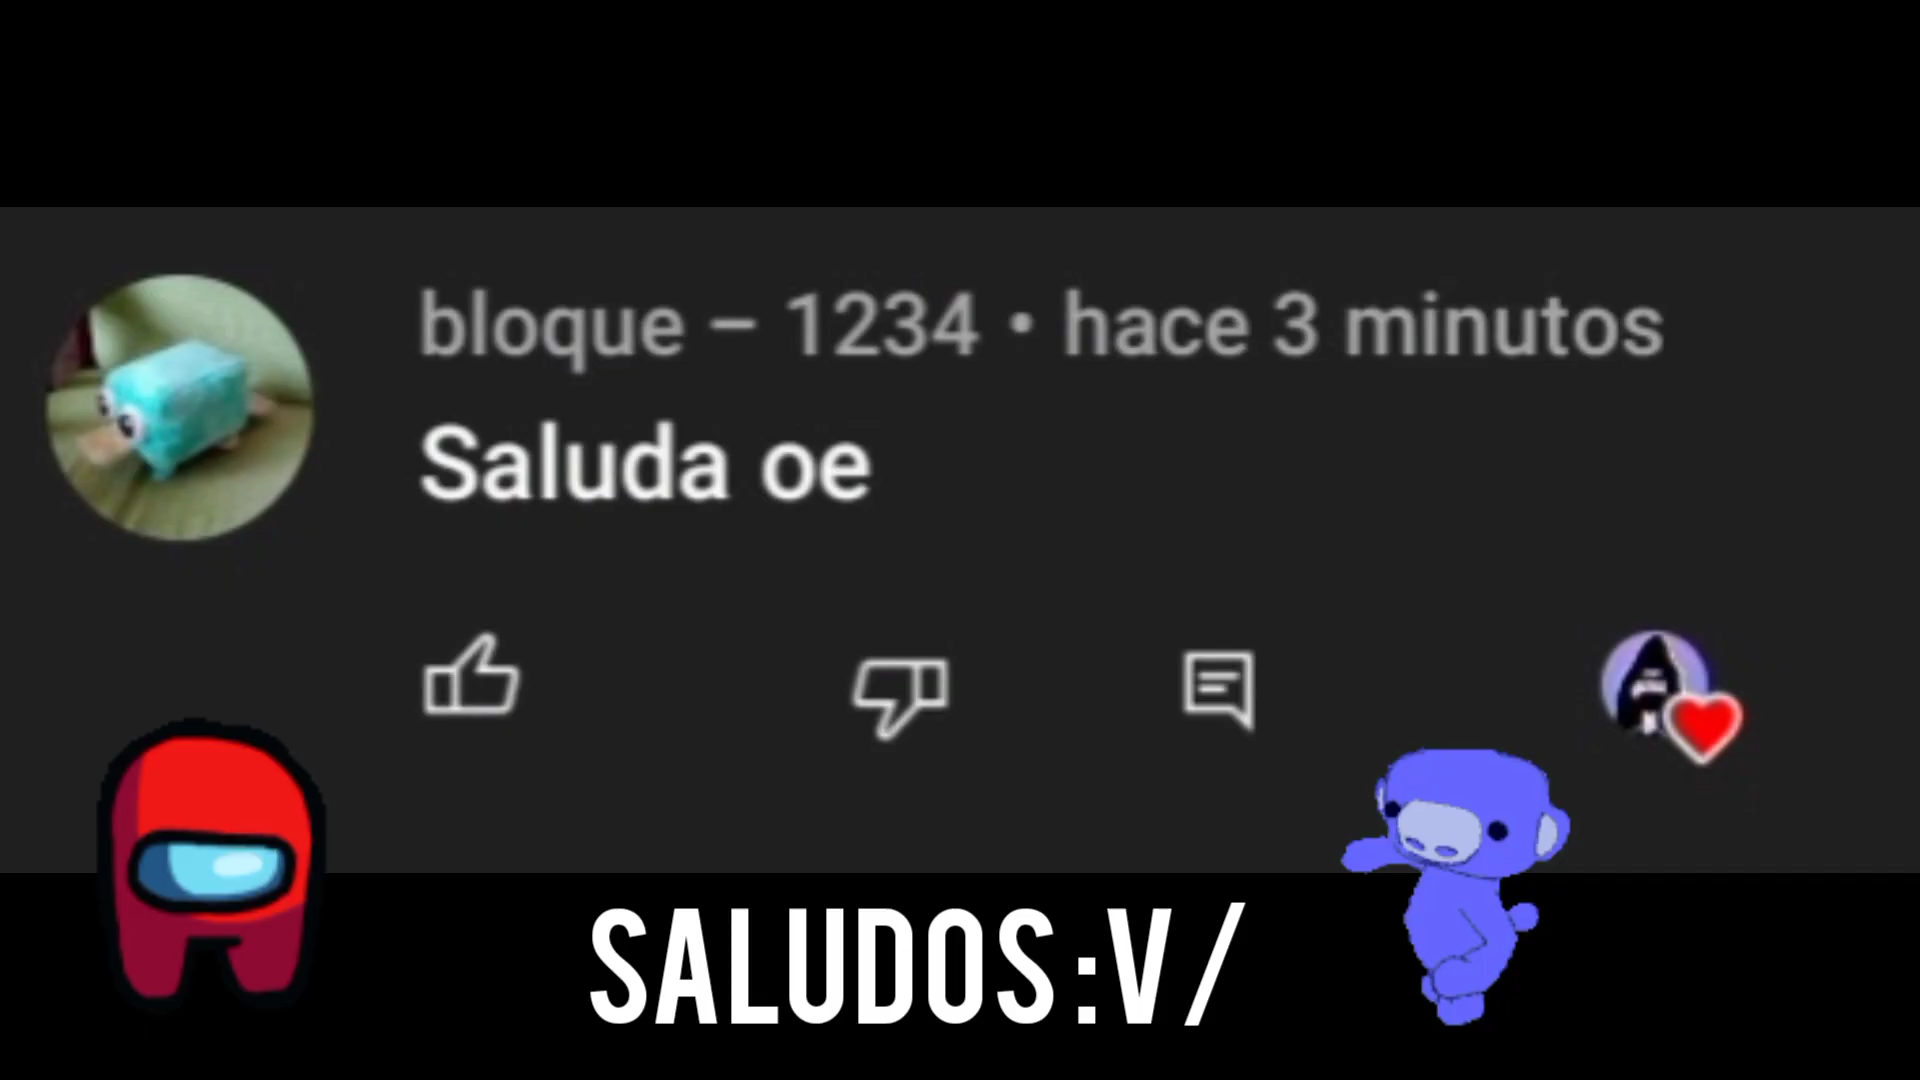 bloque – 1234 • hace 3 minutos
Saluda oe
SALUDOS :V/